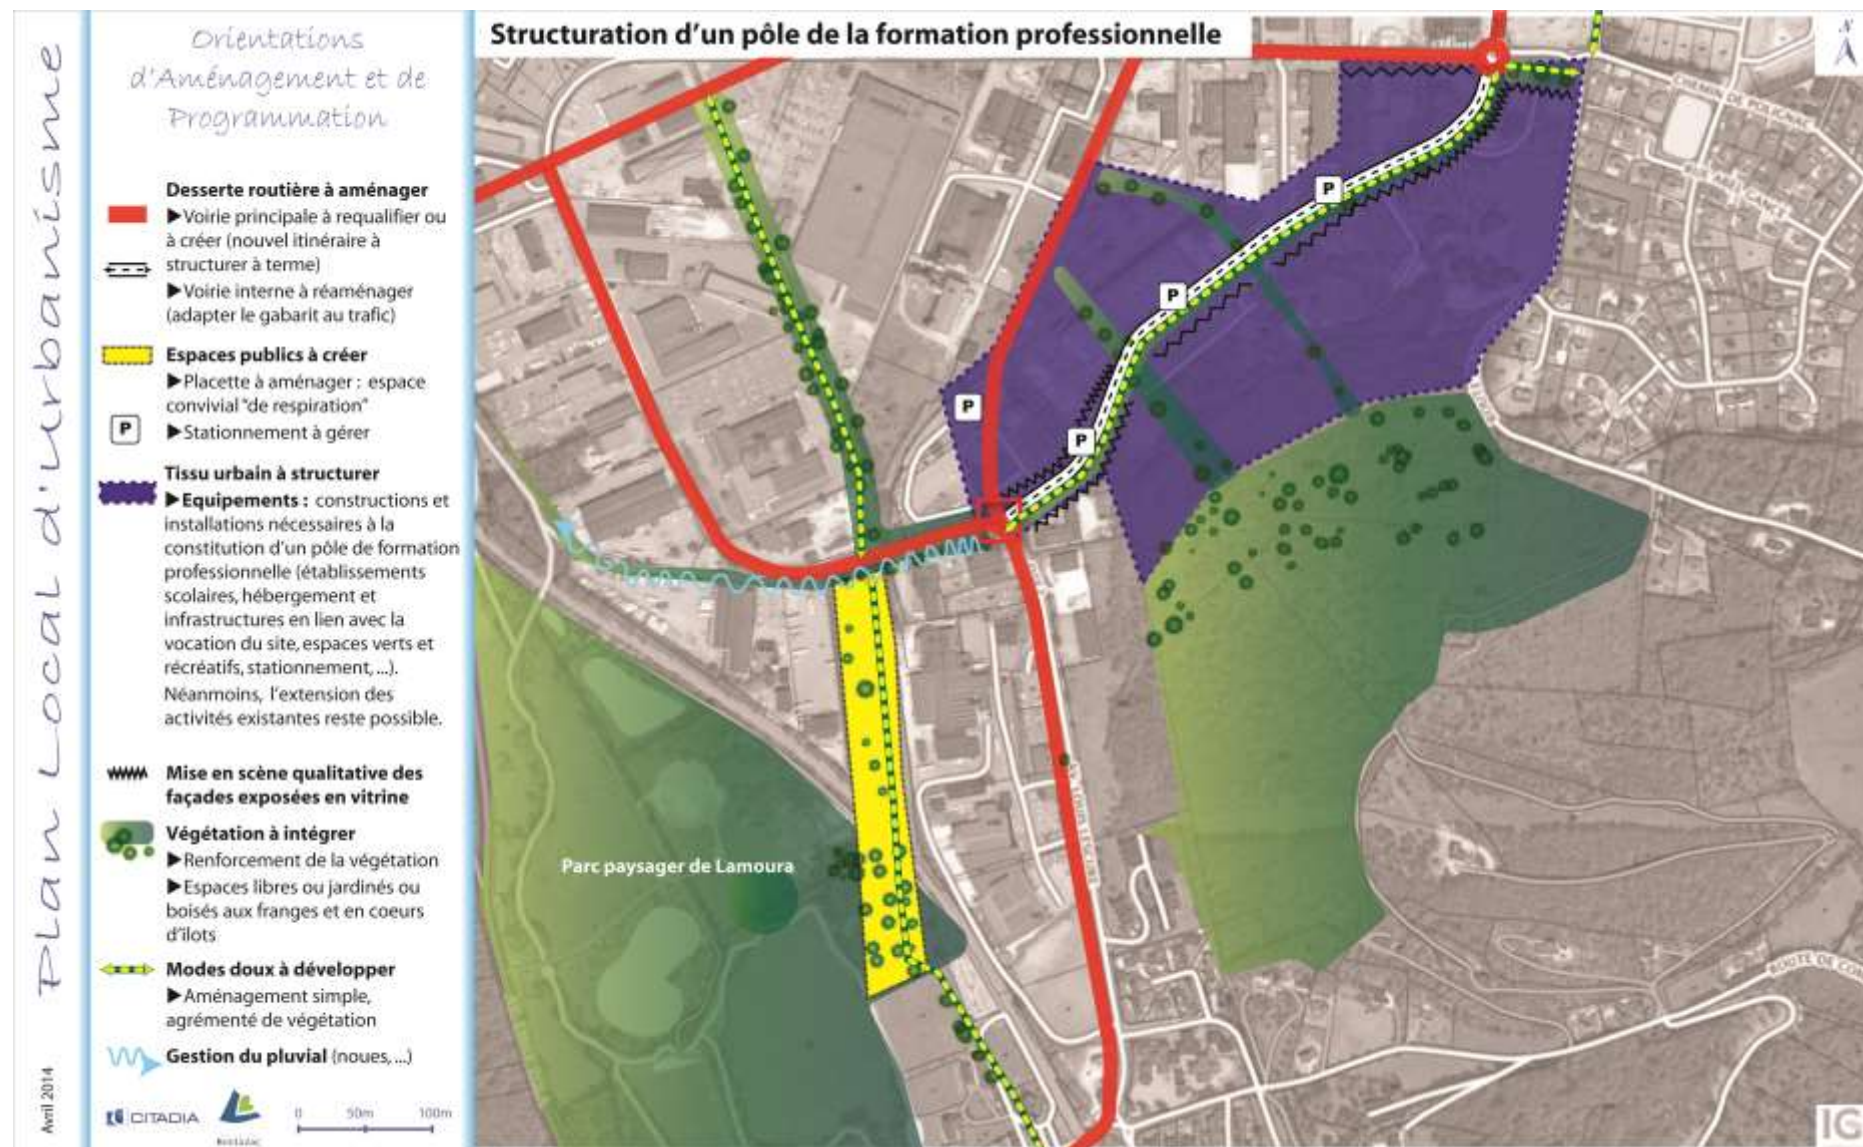 Plan Local d'Urbanisme
Avril 2014
Orientations
d'Aménagement et de
Programmation
Desserte routière à aménager
▶Voirie principale à requalifier ou
à créer (nouvel itinéraire à
structurer à terme)
▶Voirie interne à réaménager
(adapter le gabarit au trafic)
Espaces publics à créer
▶Placette à aménager : espace
convivial "de respiration"
P
▶Stationnement à gérer
Tissu urbain à structurer
▶Equipements : constructions et
installations nécessaires à la
constitution d'un pôle de formation
professionnelle (établissements
scolaires, hébergement et
infrastructures en lien avec la
vocation du site, espaces verts et
récréatifs, stationnement, ...).
Néanmoins, l'extension des
activités existantes reste possible.
Mise en scène qualitative des
façades exposées en vitrine
Végétation à intégrer
▶Renforcement de la végétation
▶Espaces libres ou jardinés ou
boisés aux franges et en coeurs
d'îlots
Modes doux à développer
▶Aménagement simple,
agrémenté de végétation
Gestion du pluvial (noues, ...)
CITADIA
0 50m 100m
Structuration d'un pôle de la formation professionnelle
N
CHEMIN DE
P
P
P
P
Parc paysager de Lamoura
ROUTE DE
IG